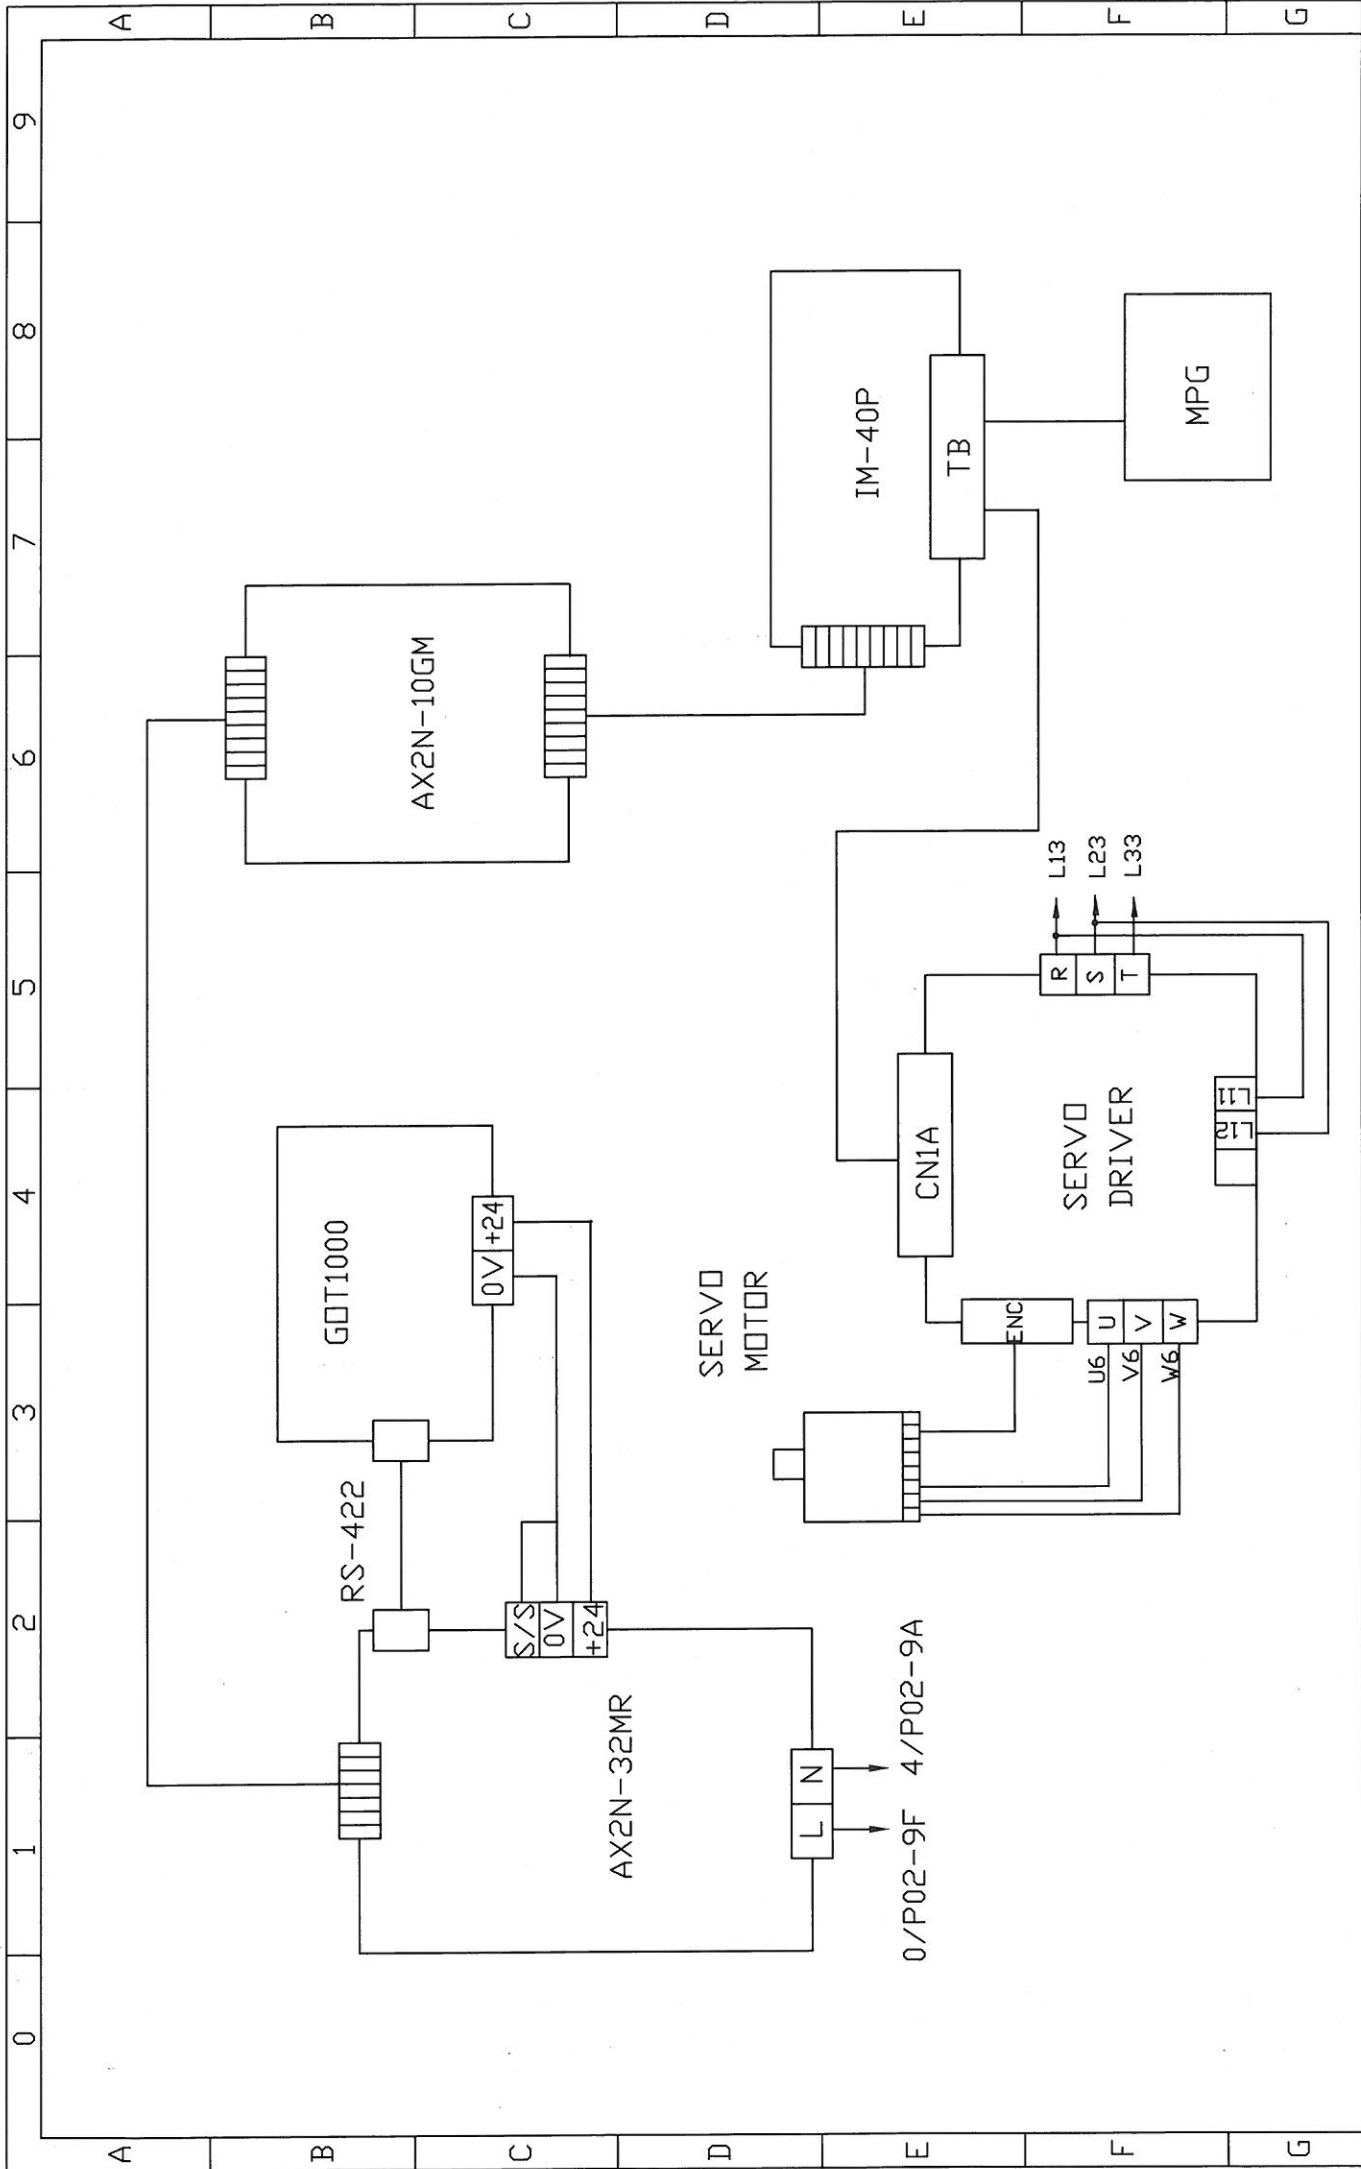 0 1 2 3 4 5 6 7 8 9
A
A
B
B
C
C
D
D
E
E
F
F
G
G
RS-422
GOT1000
0V +24
AX2N-10GM
S/S
0V
+24
AX2N-32MR
L N
0/P02-9F 4/P02-9A
SERVO
MOTOR
IM-40P
TB
MPG
CN1A
ENC
U6
V6
W6
U
V
W
SERVO
DRIVER
R
S
T
L13
L23
L33
L12 L11